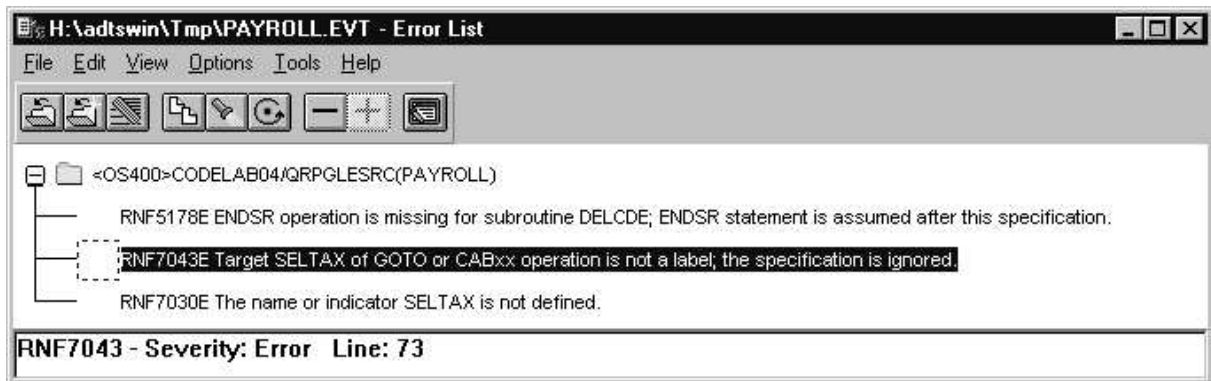 H:\adtswin\Tmp\PAYROLL.EVT - Error List
File Edit View Options Tools Help
<OS400>CODELAB04/QRPGLESRC(PAYROLL)
RNF5178E ENDSR operation is missing for subroutine DELCDE; ENDSR statement is assumed after this specification.
RNF7043E Target SELTAX of GOTO or CABxx operation is not a label; the specification is ignored.
RNF7030E The name or indicator SELTAX is not defined.
RNF7043 - Severity: Error Line: 73